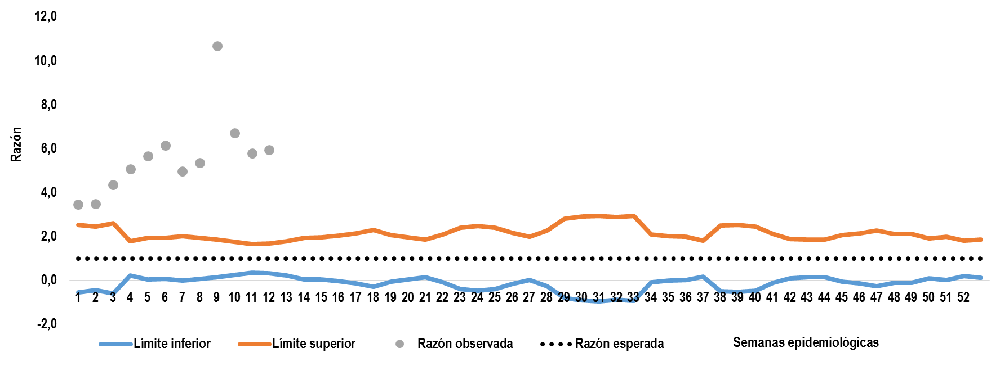 12,0
10,0
8,0
6,0
4,0
2,0
0,0
-2,0
Razón
1 2 3 4 5 6 7 8 9 10 11 12 13 14 15 16 17 18 19 20 21 22 23 24 25 26 27 28 29 30 31 32 33 34 35 36 37 38 39 40 41 42 43 44 45 46 47 48 49 50 51 52
Límite inferior Límite superior Razón observada Razón esperada Semanas epidemiológicas